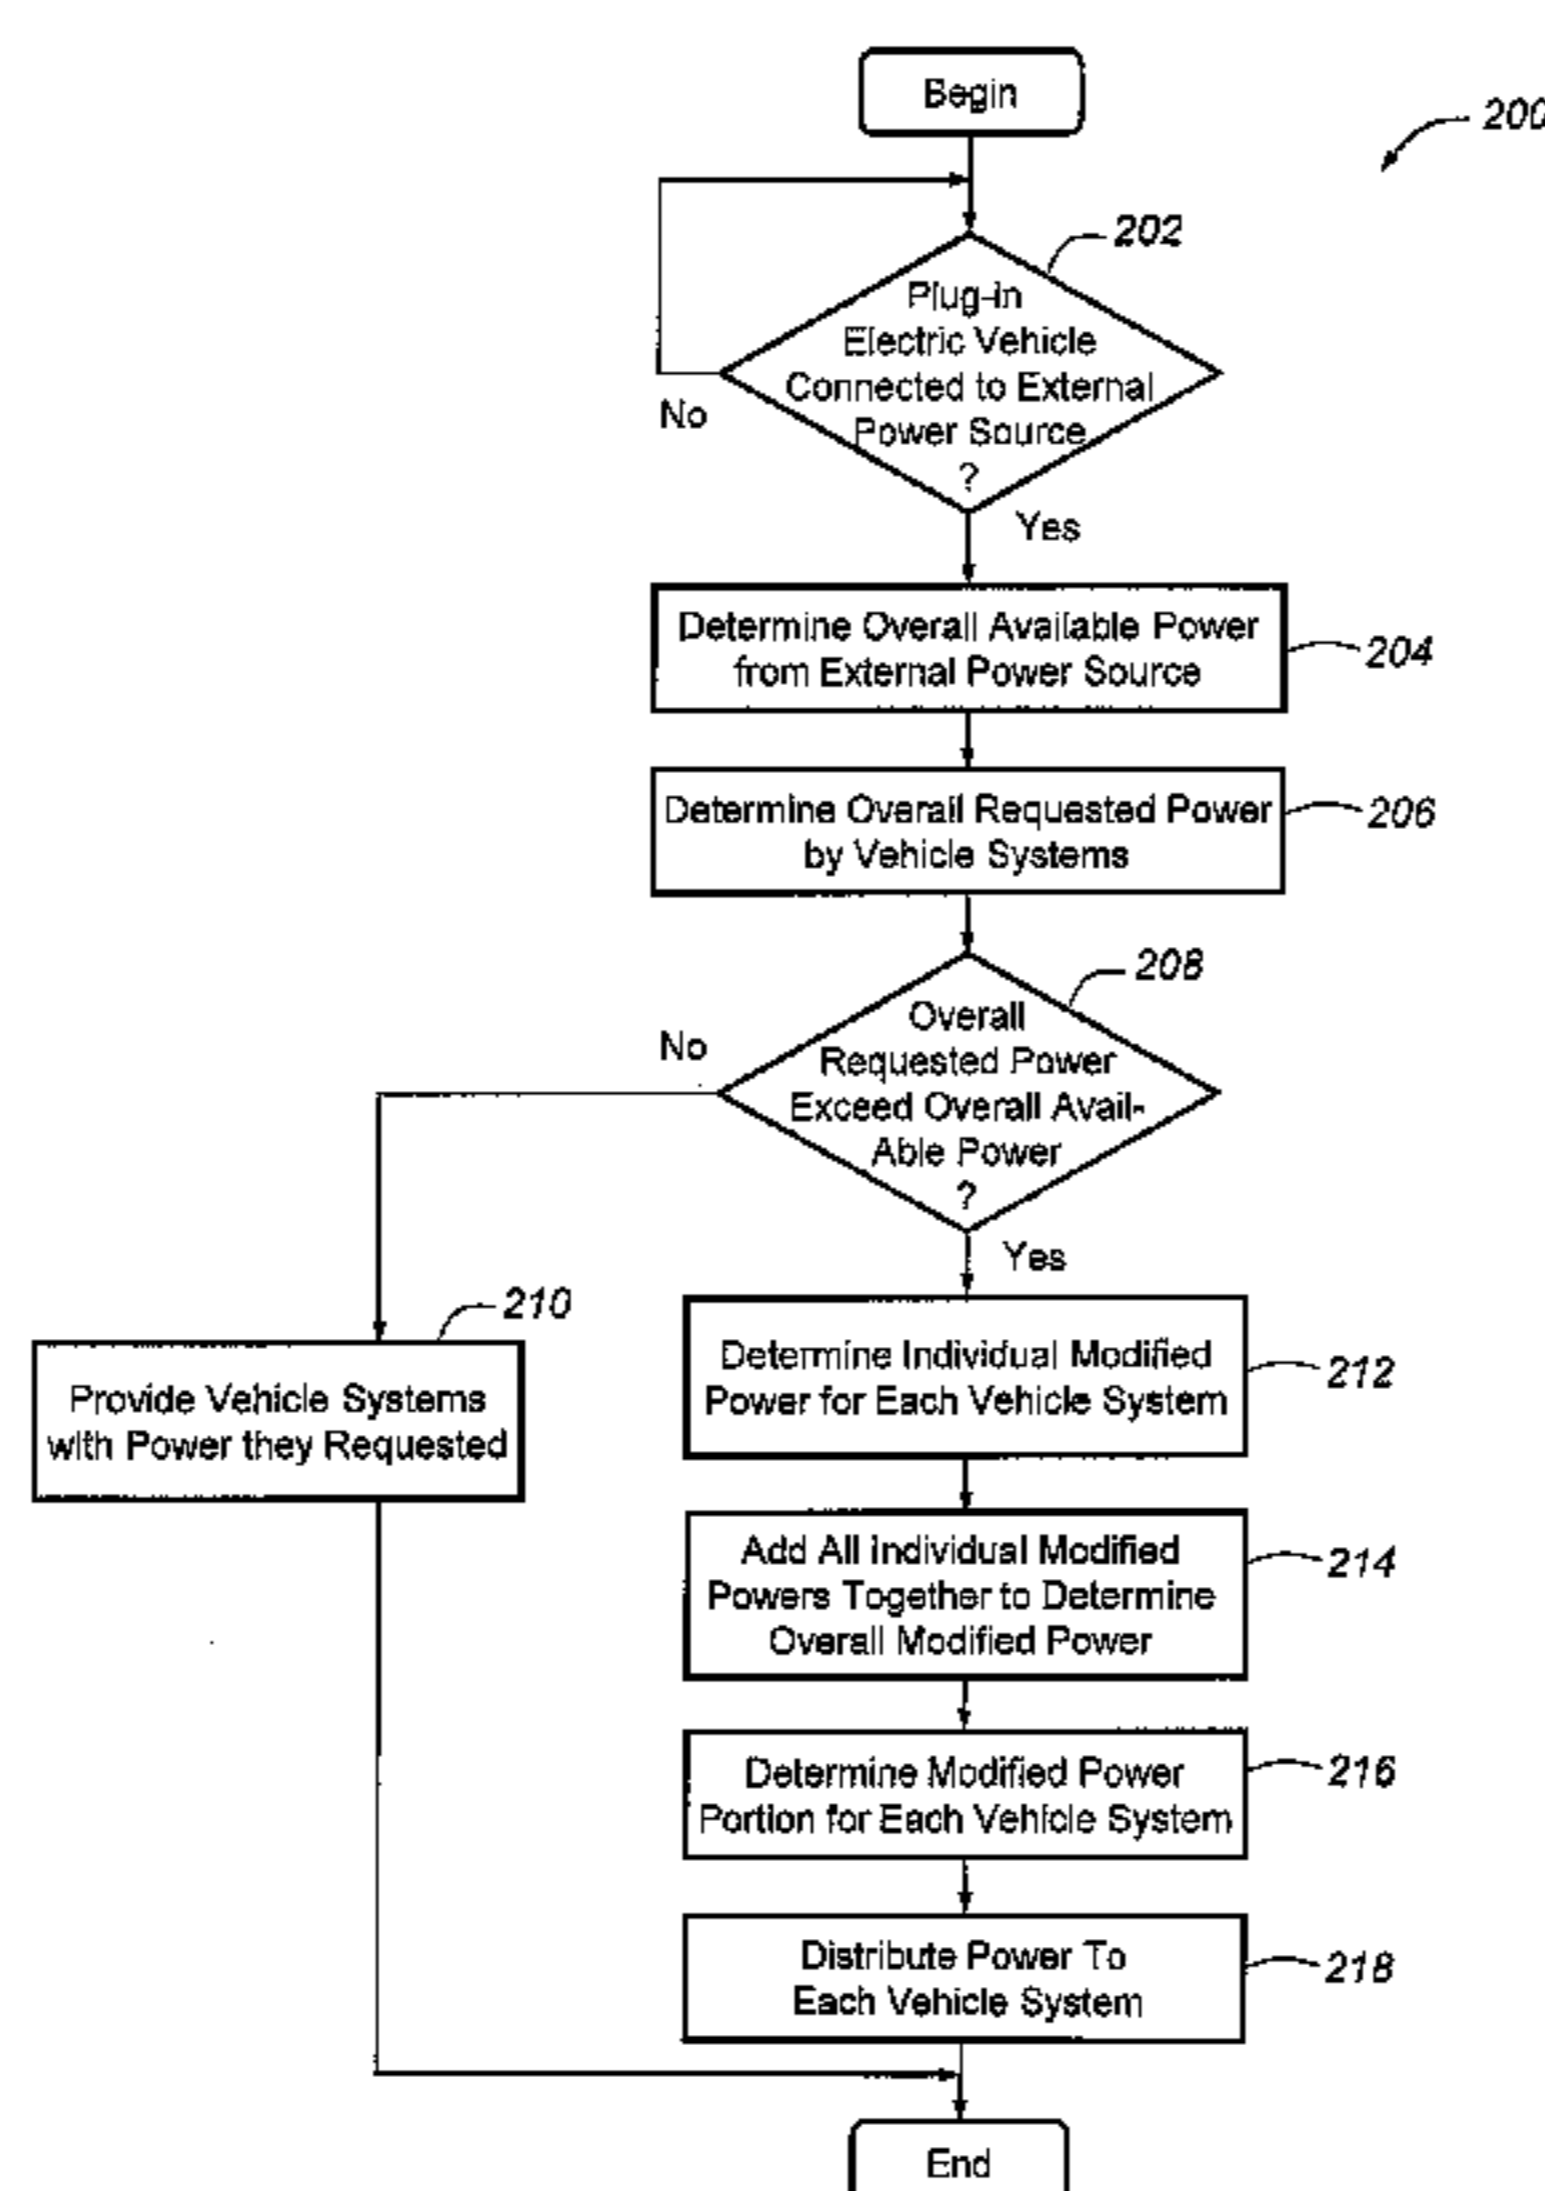 Begin
200
202
Plug-in
Electric Vehicle
Connected to External
Power Source
?
No
Yes
Determine Overall Available Power
from External Power Source
204
Determine Overall Requested Power
by Vehicle Systems
206
208
Overall
Requested Power
Exceed Overall Avail-
Able Power
?
No
Yes
210
Provide Vehicle Systems
with Power they Requested
Determine Individual Modified
Power for Each Vehicle System
212
Add All Individual Modified
Powers Together to Determine
Overall Modified Power
214
Determine Modified Power
Portion for Each Vehicle System
216
Distribute Power To
Each Vehicle System
218
End